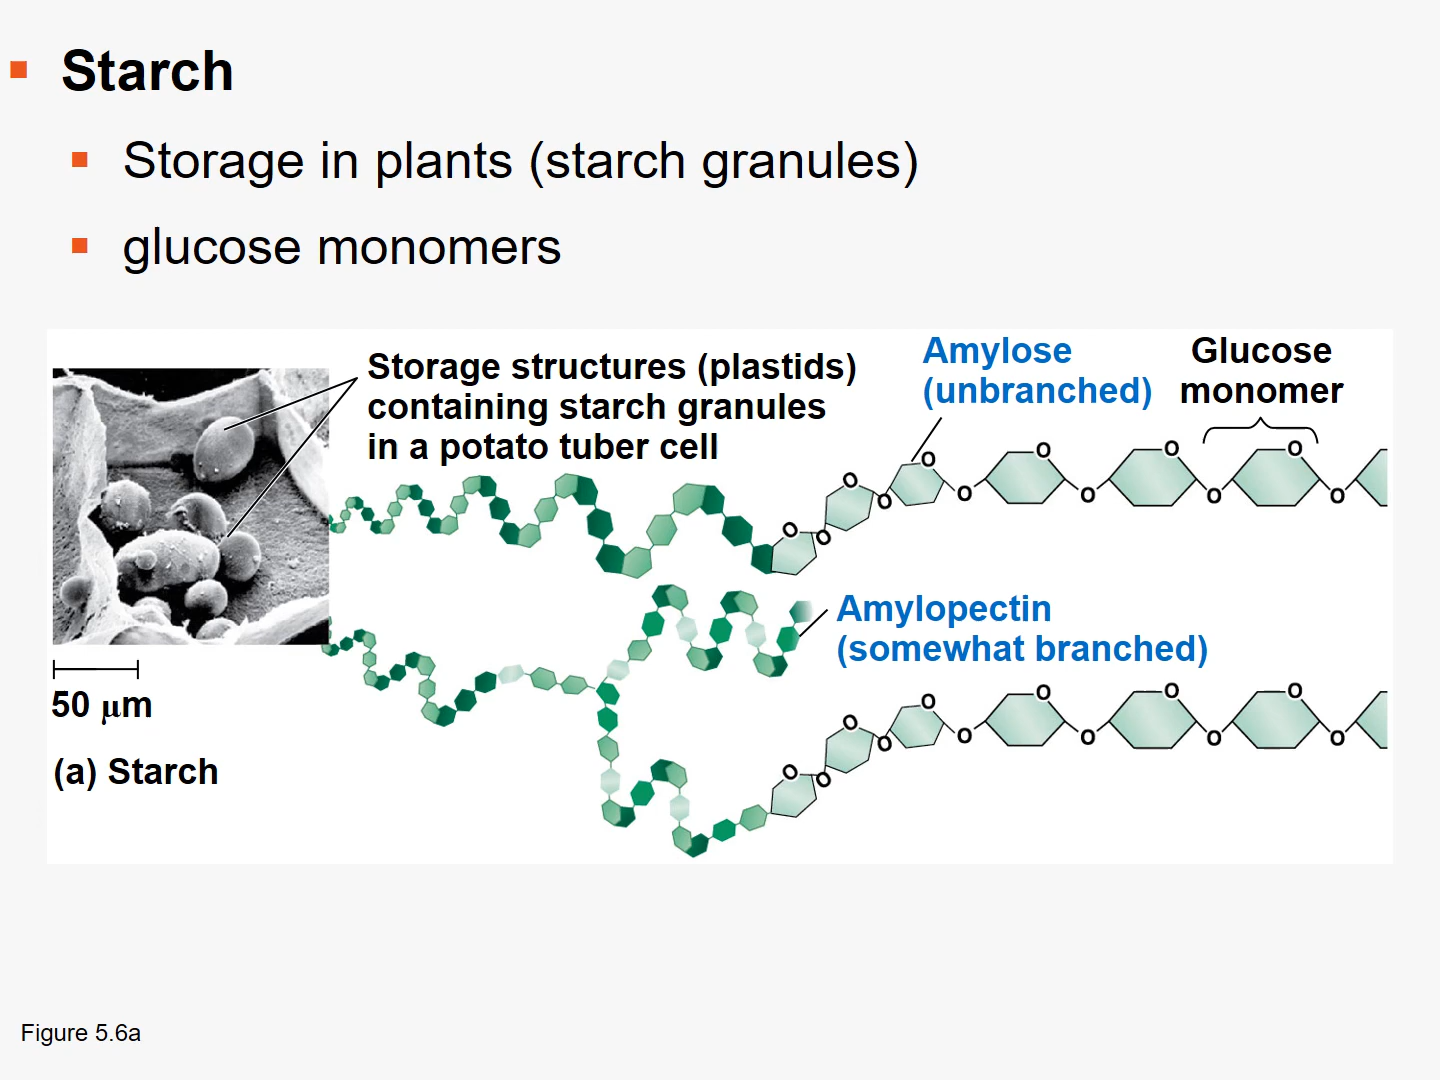 Starch
Storage in plants (starch granules)
glucose monomers
Storage structures (plastids)
containing starch granules
in a potato tuber cell
Amylose
(unbranched)
Glucose
monomer
O O O O O O
O O O O O O
Amylopectin
(somewhat branched)
O O O O O O
O O O O O O
50 μm
(a) Starch
Figure 5.6a